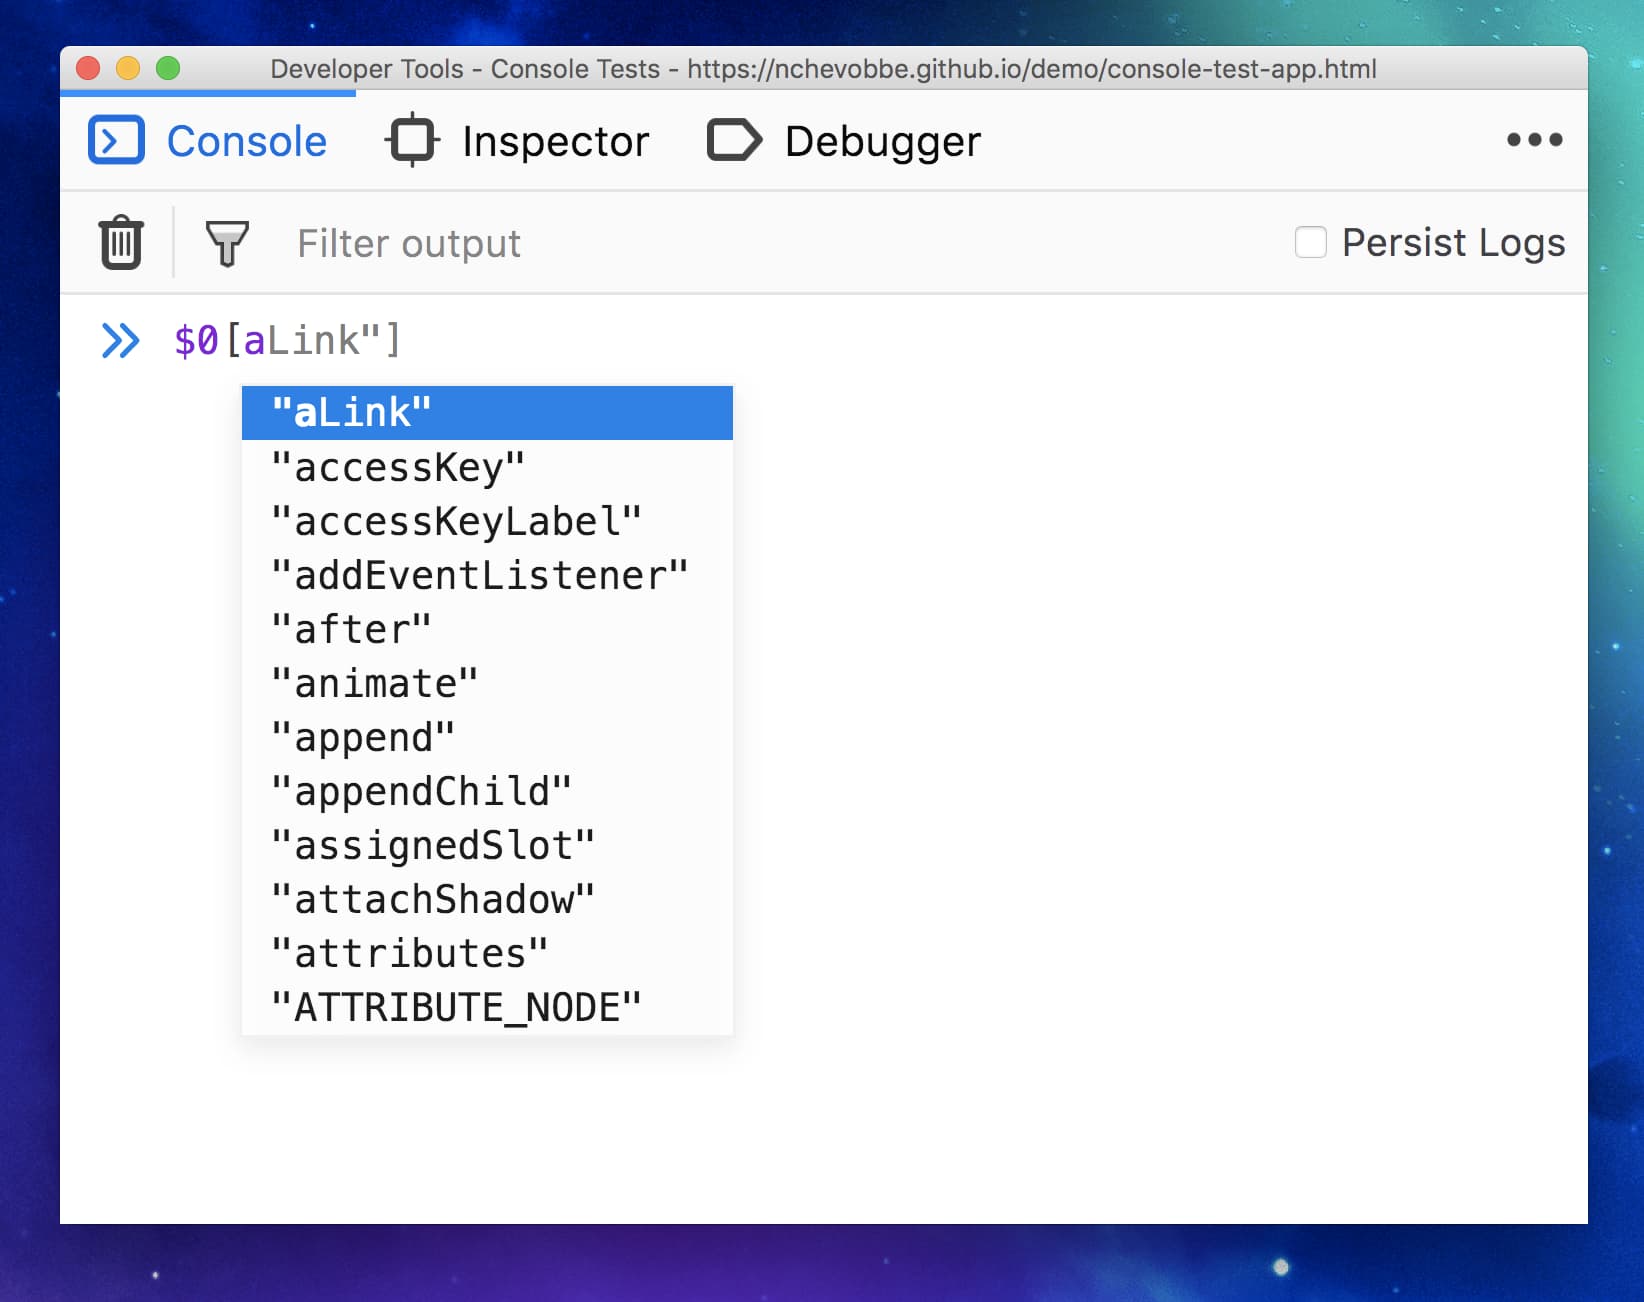 Developer Tools - Console Tests - https://nchevobbe.github.io/demo/console-test-app.html
Console Inspector Debugger
Filter output Persist Logs
$0[aLink"]
"aLink"
"accessKey"
"accessKeyLabel"
"addEventListener"
"after"
"animate"
"append"
"appendChild"
"assignedSlot"
"attachShadow"
"attributes"
"ATTRIBUTE_NODE"